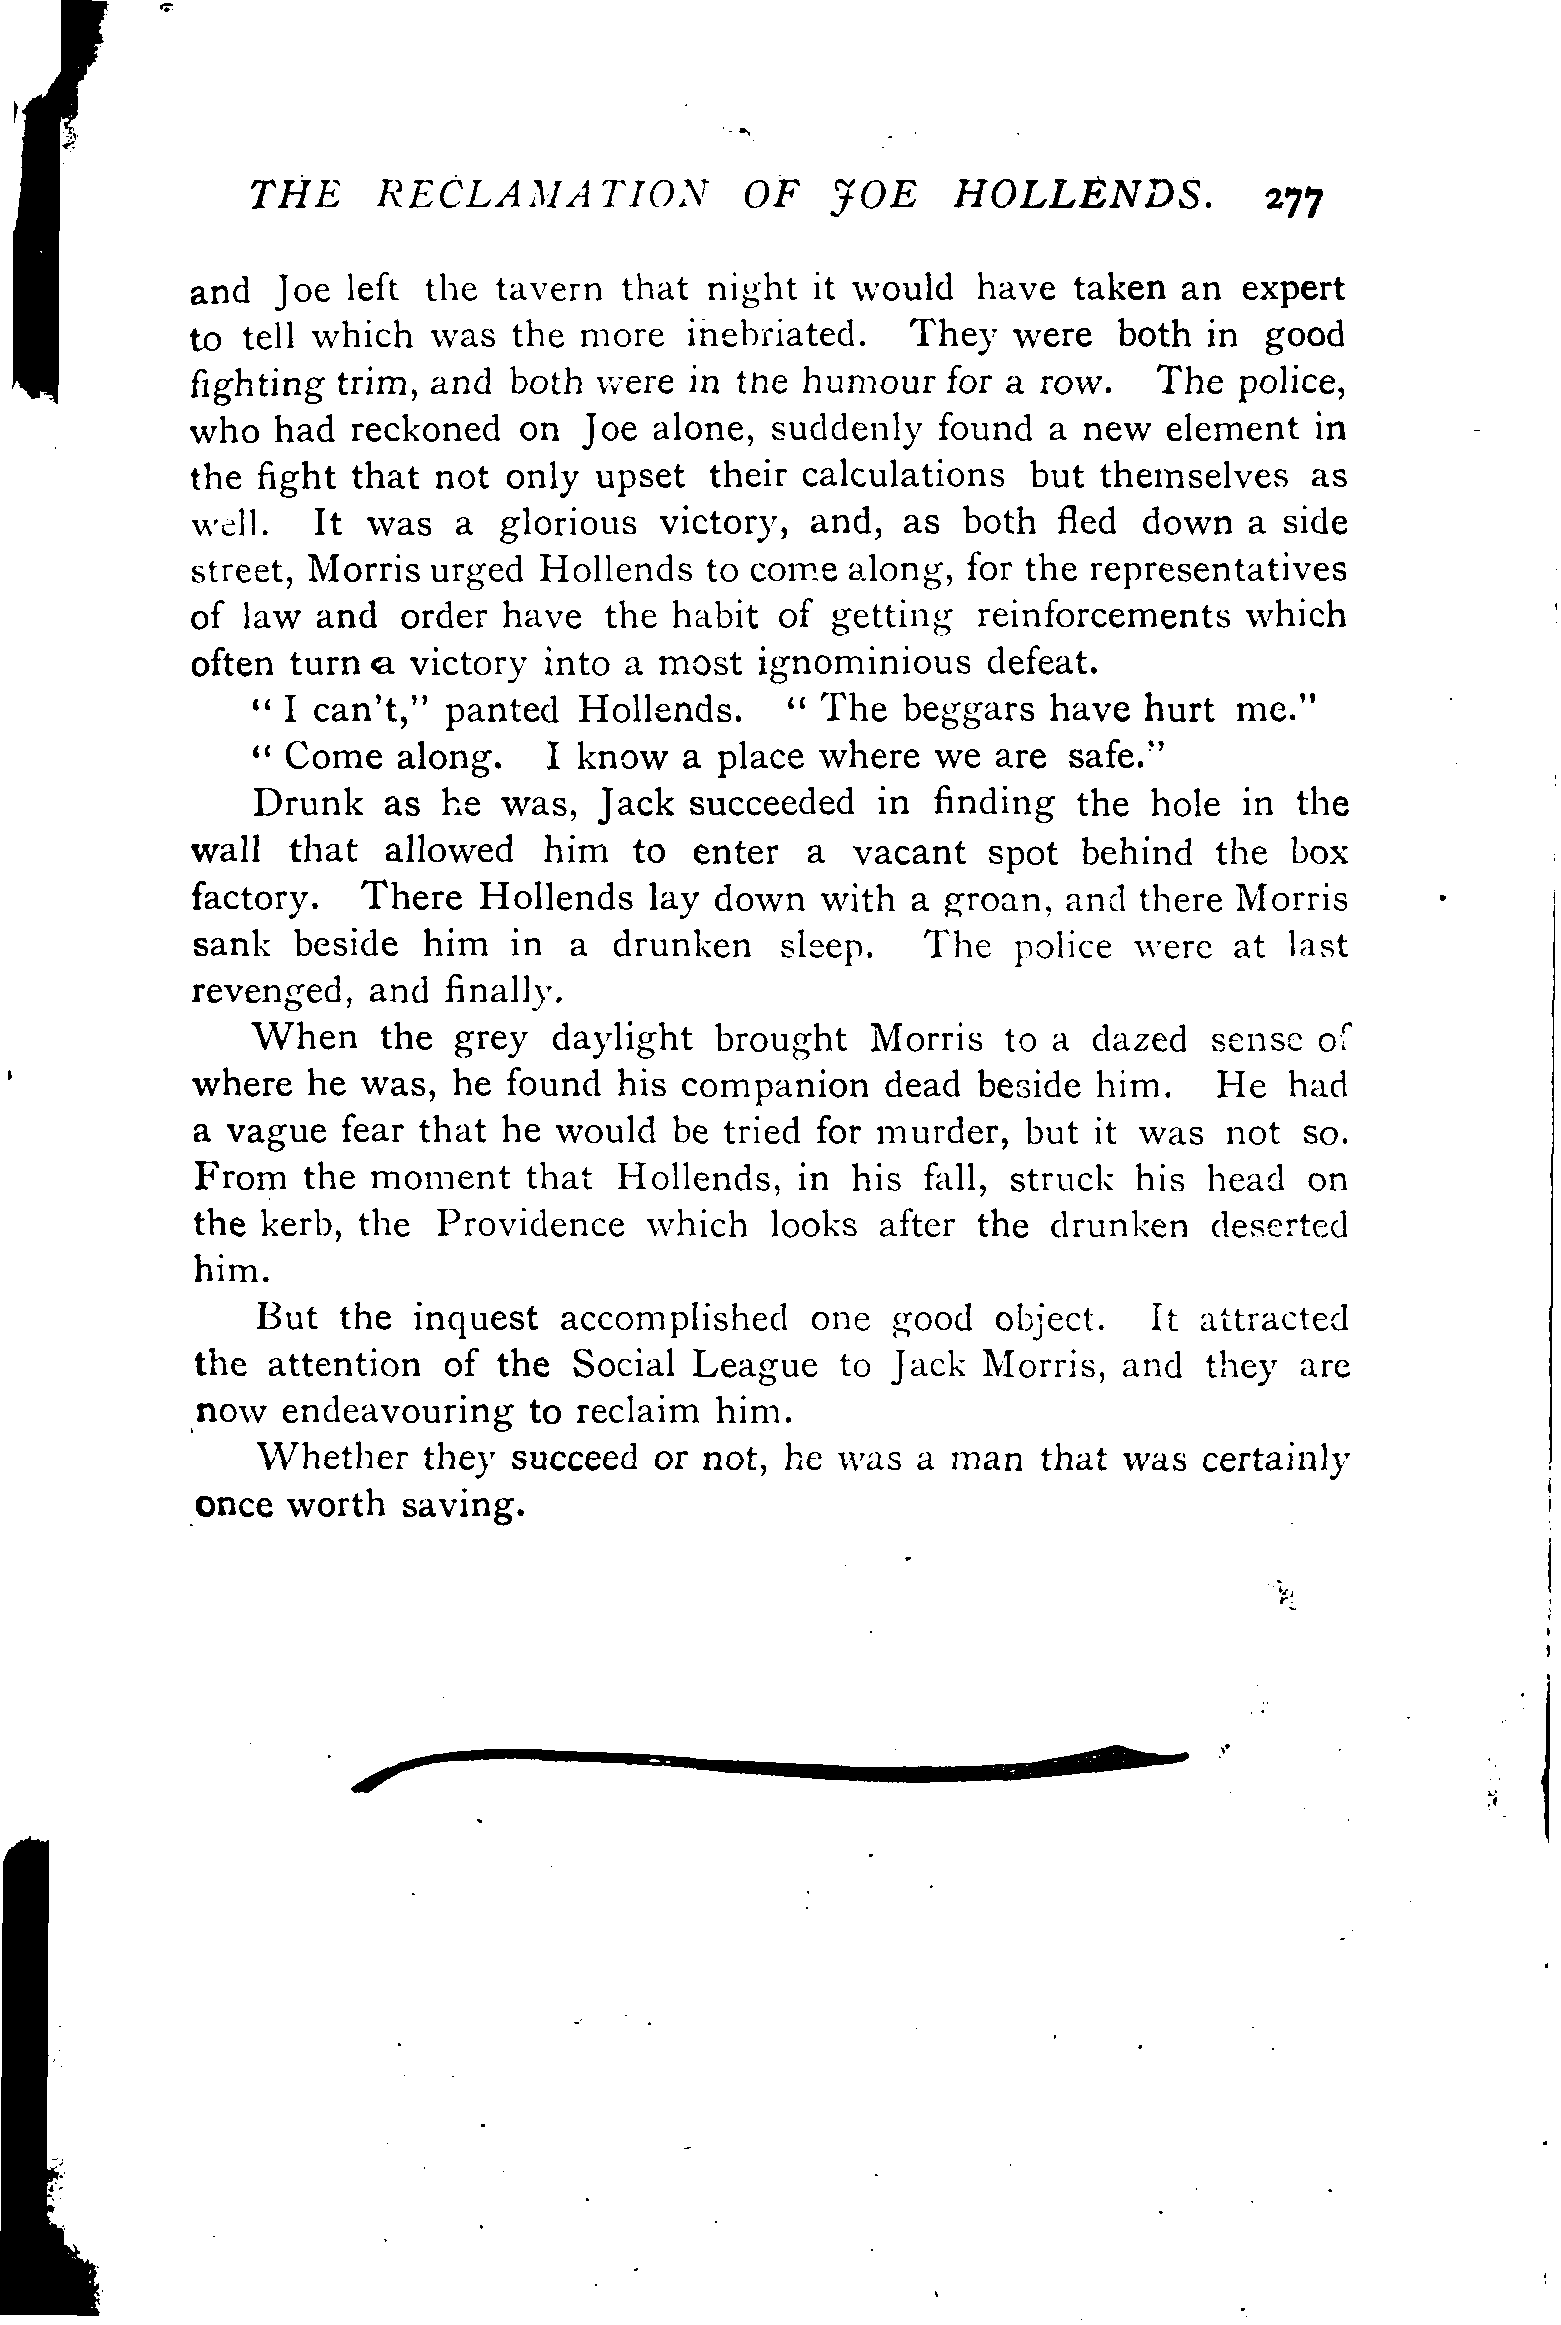 THE RECLAMATION OF JOE HOLLENDS. 277
and Joe left the tavern that night it would have taken an expert
to tell which was the more inebriated. They were both in good
fighting trim, and both were in the humour for a row. The police,
who had reckoned on Joe alone, suddenly found a new element in
the fight that not only upset their calculations but themselves as
well. It was a glorious victory, and, as both fled down a side
street, Morris urged Hollends to come along, for the representatives
of law and order have the habit of getting reinforcements which
often turn a victory into a most ignominious defeat.
“ I can't,” panted Hollends. “ The beggars have hurt me.”
“ Come along. I know a place where we are safe.”
Drunk as he was, Jack succeeded in finding the hole in the
wall that allowed him to enter a vacant spot behind the box
factory. There Hollends lay down with a groan, and there Morris
sank beside him in a drunken sleep. The police were at last
revenged, and finally.
When the grey daylight brought Morris to a dazed sense of
where he was, he found his companion dead beside him. He had
a vague fear that he would be tried for murder, but it was not so.
From the moment that Hollends, in his fall, struck his head on
the kerb, the Providence which looks after the drunken deserted
him.
But the inquest accomplished one good object. It attracted
the attention of the Social League to Jack Morris, and they are
now endeavouring to reclaim him.
Whether they succeed or not, he was a man that was certainly
once worth saving.